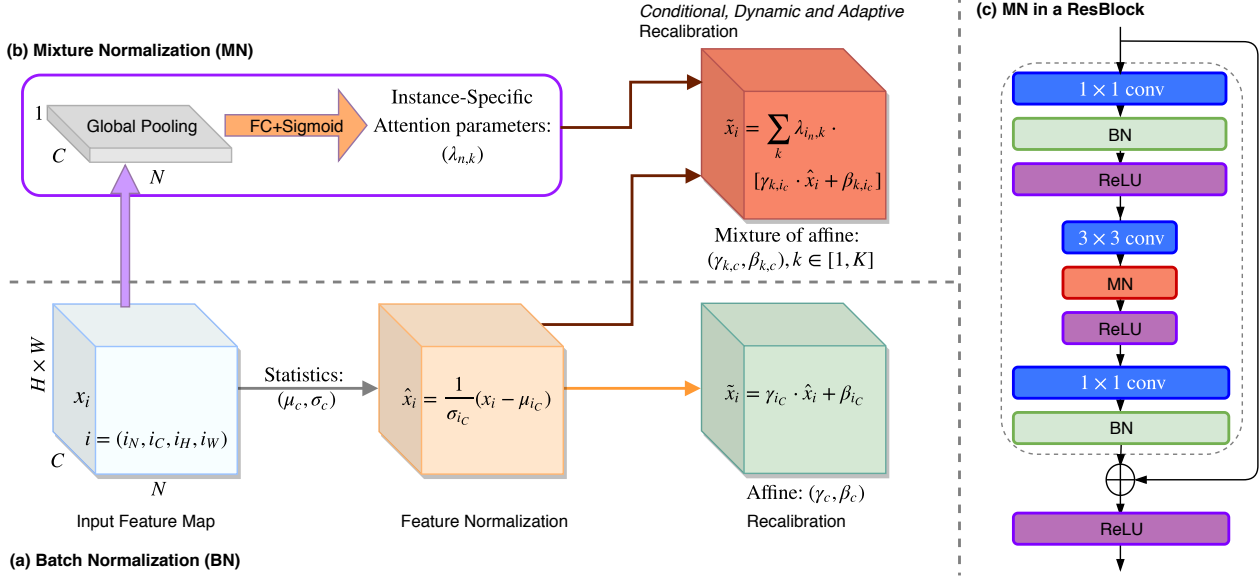 Conditional, Dynamic and Adaptive
Recalibration
(b) Mixture Normalization (MN)
1
C
N
Global Pooling
FC+Sigmoid
Instance-Specific
Attention parameters:
(λ_{n,k})
x̃_i = ∑_k λ_{i_n,k} ·
[γ_{k,i_c} · x̂_i + β_{k,i_c}]
Mixture of affine:
(γ_{k,c}, β_{k,c}), k ∈ [1, K]
H × W
x_i
i = (i_N, i_C, i_H, i_W)
C
N
Input Feature Map
Statistics:
(μ_c, σ_c)
x̂_i = \frac{1}{σ_{i_C}}(x_i − μ_{i_C})
Feature Normalization
x̃_i = γ_{i_C} · x̂_i + β_{i_C}
Affine: (γ_c, β_c)
Recalibration
(a) Batch Normalization (BN)
(c) MN in a ResBlock
1 × 1 conv
BN
ReLU
3 × 3 conv
MN
ReLU
1 × 1 conv
BN
ReLU